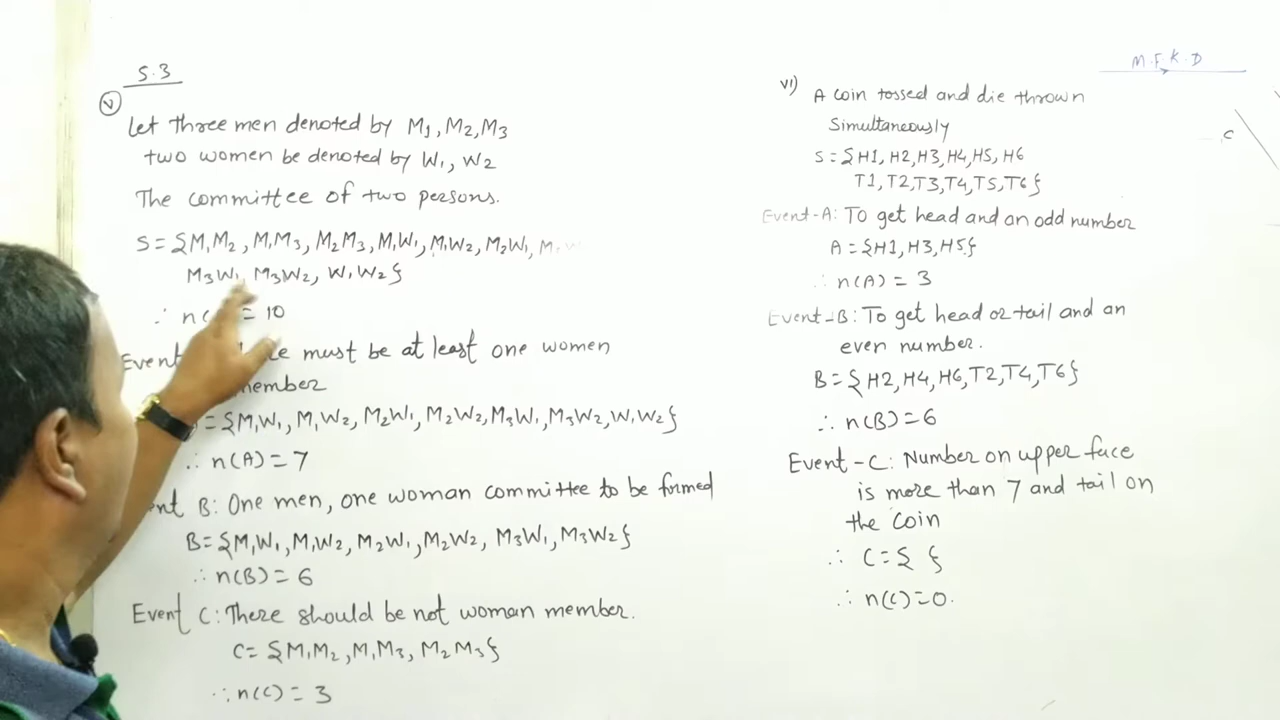 5.3
v
Let three men denoted by M1, M2, M3
two women be denoted by W1, W2
The committee of two persons.
S = {M1M2, M1M3, M2M3, M1W1, M1W2, M2W1,
M3W1, M3W2, W1W2}
∴ n( = 10
Event must be at least one women
member
= {M1W1, M1W2, M2W1, M2W2, M3W1, M3W2, W1W2}
∴ n(A) = 7
B: One men, one woman committee to be formed
B = {M1W1, M1W2, M2W1, M2W2, M3W1, M3W2}
∴ n(B) = 6
Event C: There should be not woman member.
C = {M1M2, M1M3, M2M3}
∴ n(C) = 3
M.F.K.D
vi) A coin tossed and die thrown
Simultaneously
S = {H1, H2, H3, H4, H5, H6
T1, T2, T3, T4, T5, T6}
Event-A: To get head and an odd number
A = {H1, H3, H5}
∴ n(A) = 3
Event-B: To get head or tail and an
even number.
B = {H2, H4, H6, T2, T4, T6}
∴ n(B) = 6
Event-C: Number on upper face
is more than 7 and tail on
the coin
∴ C = { }
∴ n(C) = 0.
C